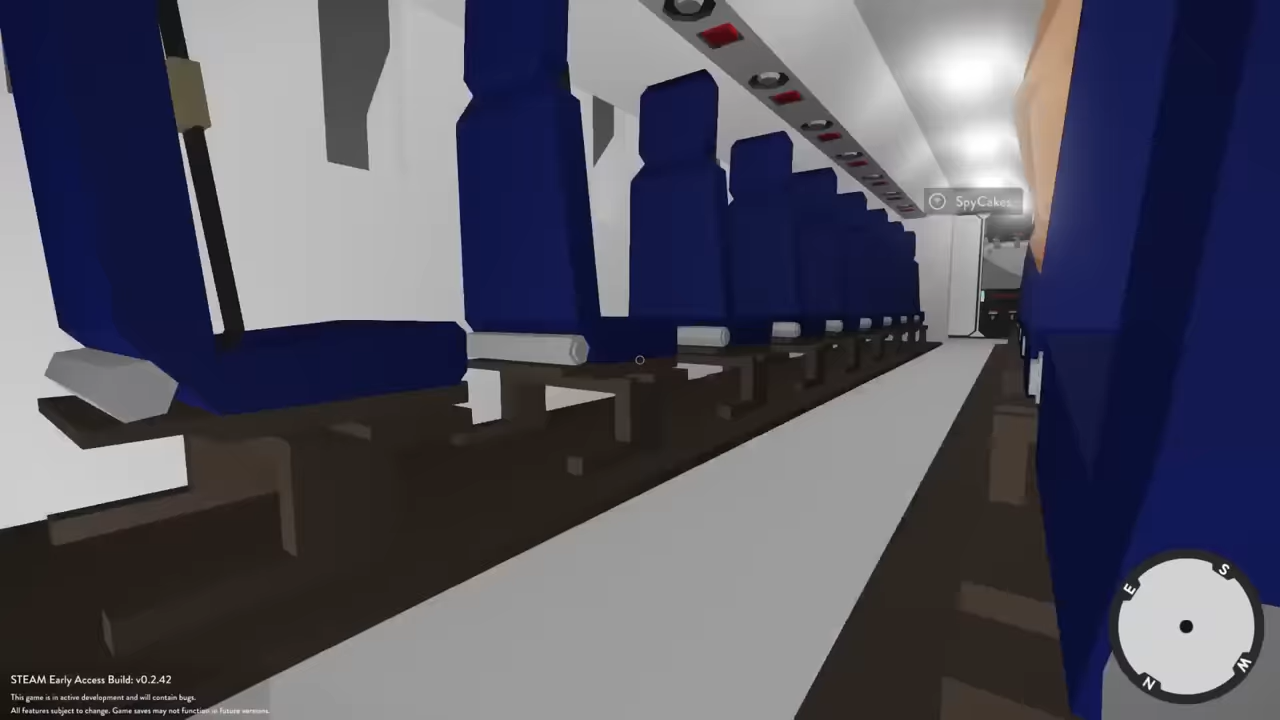 SpyCakes
S
E
W
N
STEAM Early Access Build: v0.2.42
This game is in active development and will contain bugs.
All features subject to change. Game saves may not function in future versions.